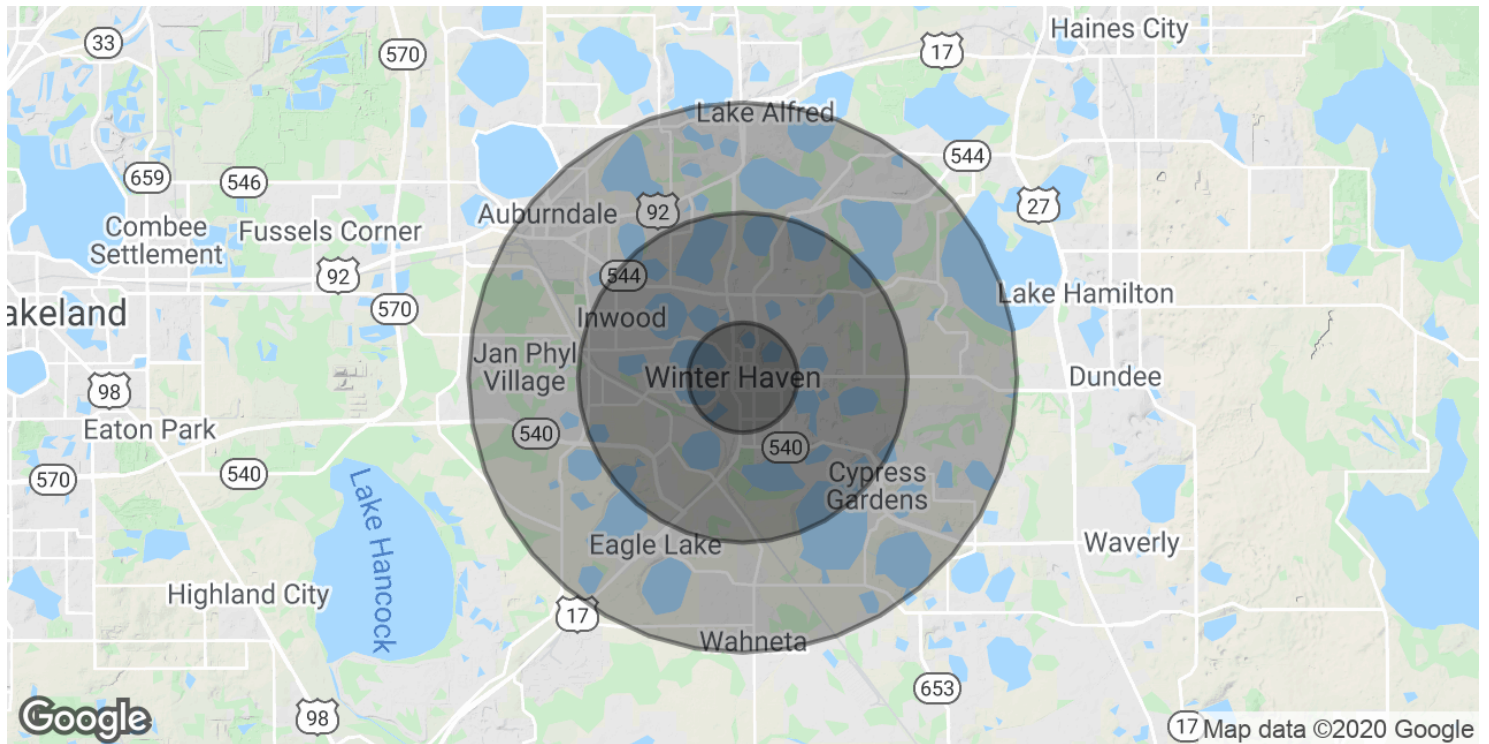 Haines City
33
570
17
Lake Alfred
544
659
546
27
Auburndale
92
Combee
Settlement
Fussels Corner
92
544
Lake Hamilton
570
akeland
Inwood
Jan Phyl
Village
Winter Haven
Dundee
98
Eaton Park
540
540
570
540
Cypress
Gardens
Lake Hancock
Eagle Lake
Waverly
Highland City
17
Wahneta
653
98
Google
17
Map data ©2020 Google